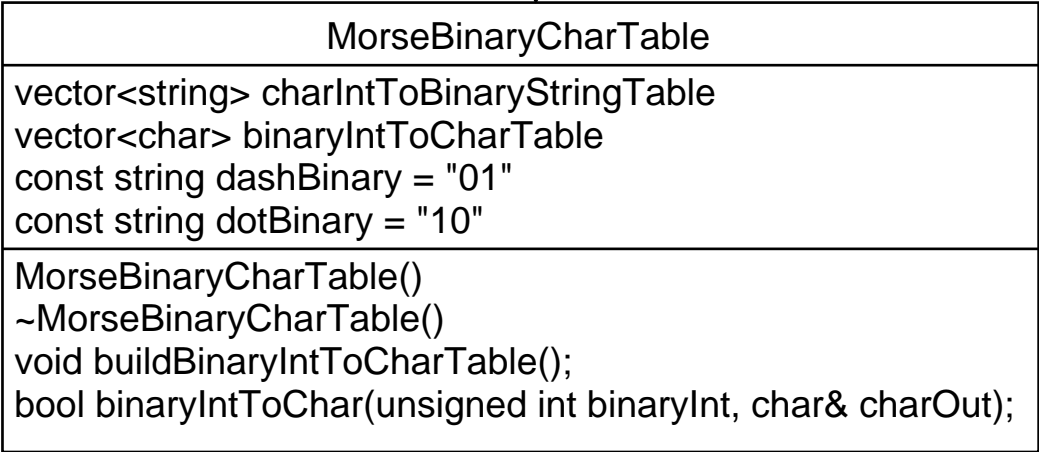 MorseBinaryCharTable
vector<string> charIntToBinaryStringTable
vector<char> binaryIntToCharTable
const string dashBinary = "01"
const string dotBinary = "10"
MorseBinaryCharTable()
~MorseBinaryCharTable()
void buildBinaryIntToCharTable();
bool binaryIntToChar(unsigned int binaryInt, char& charOut);